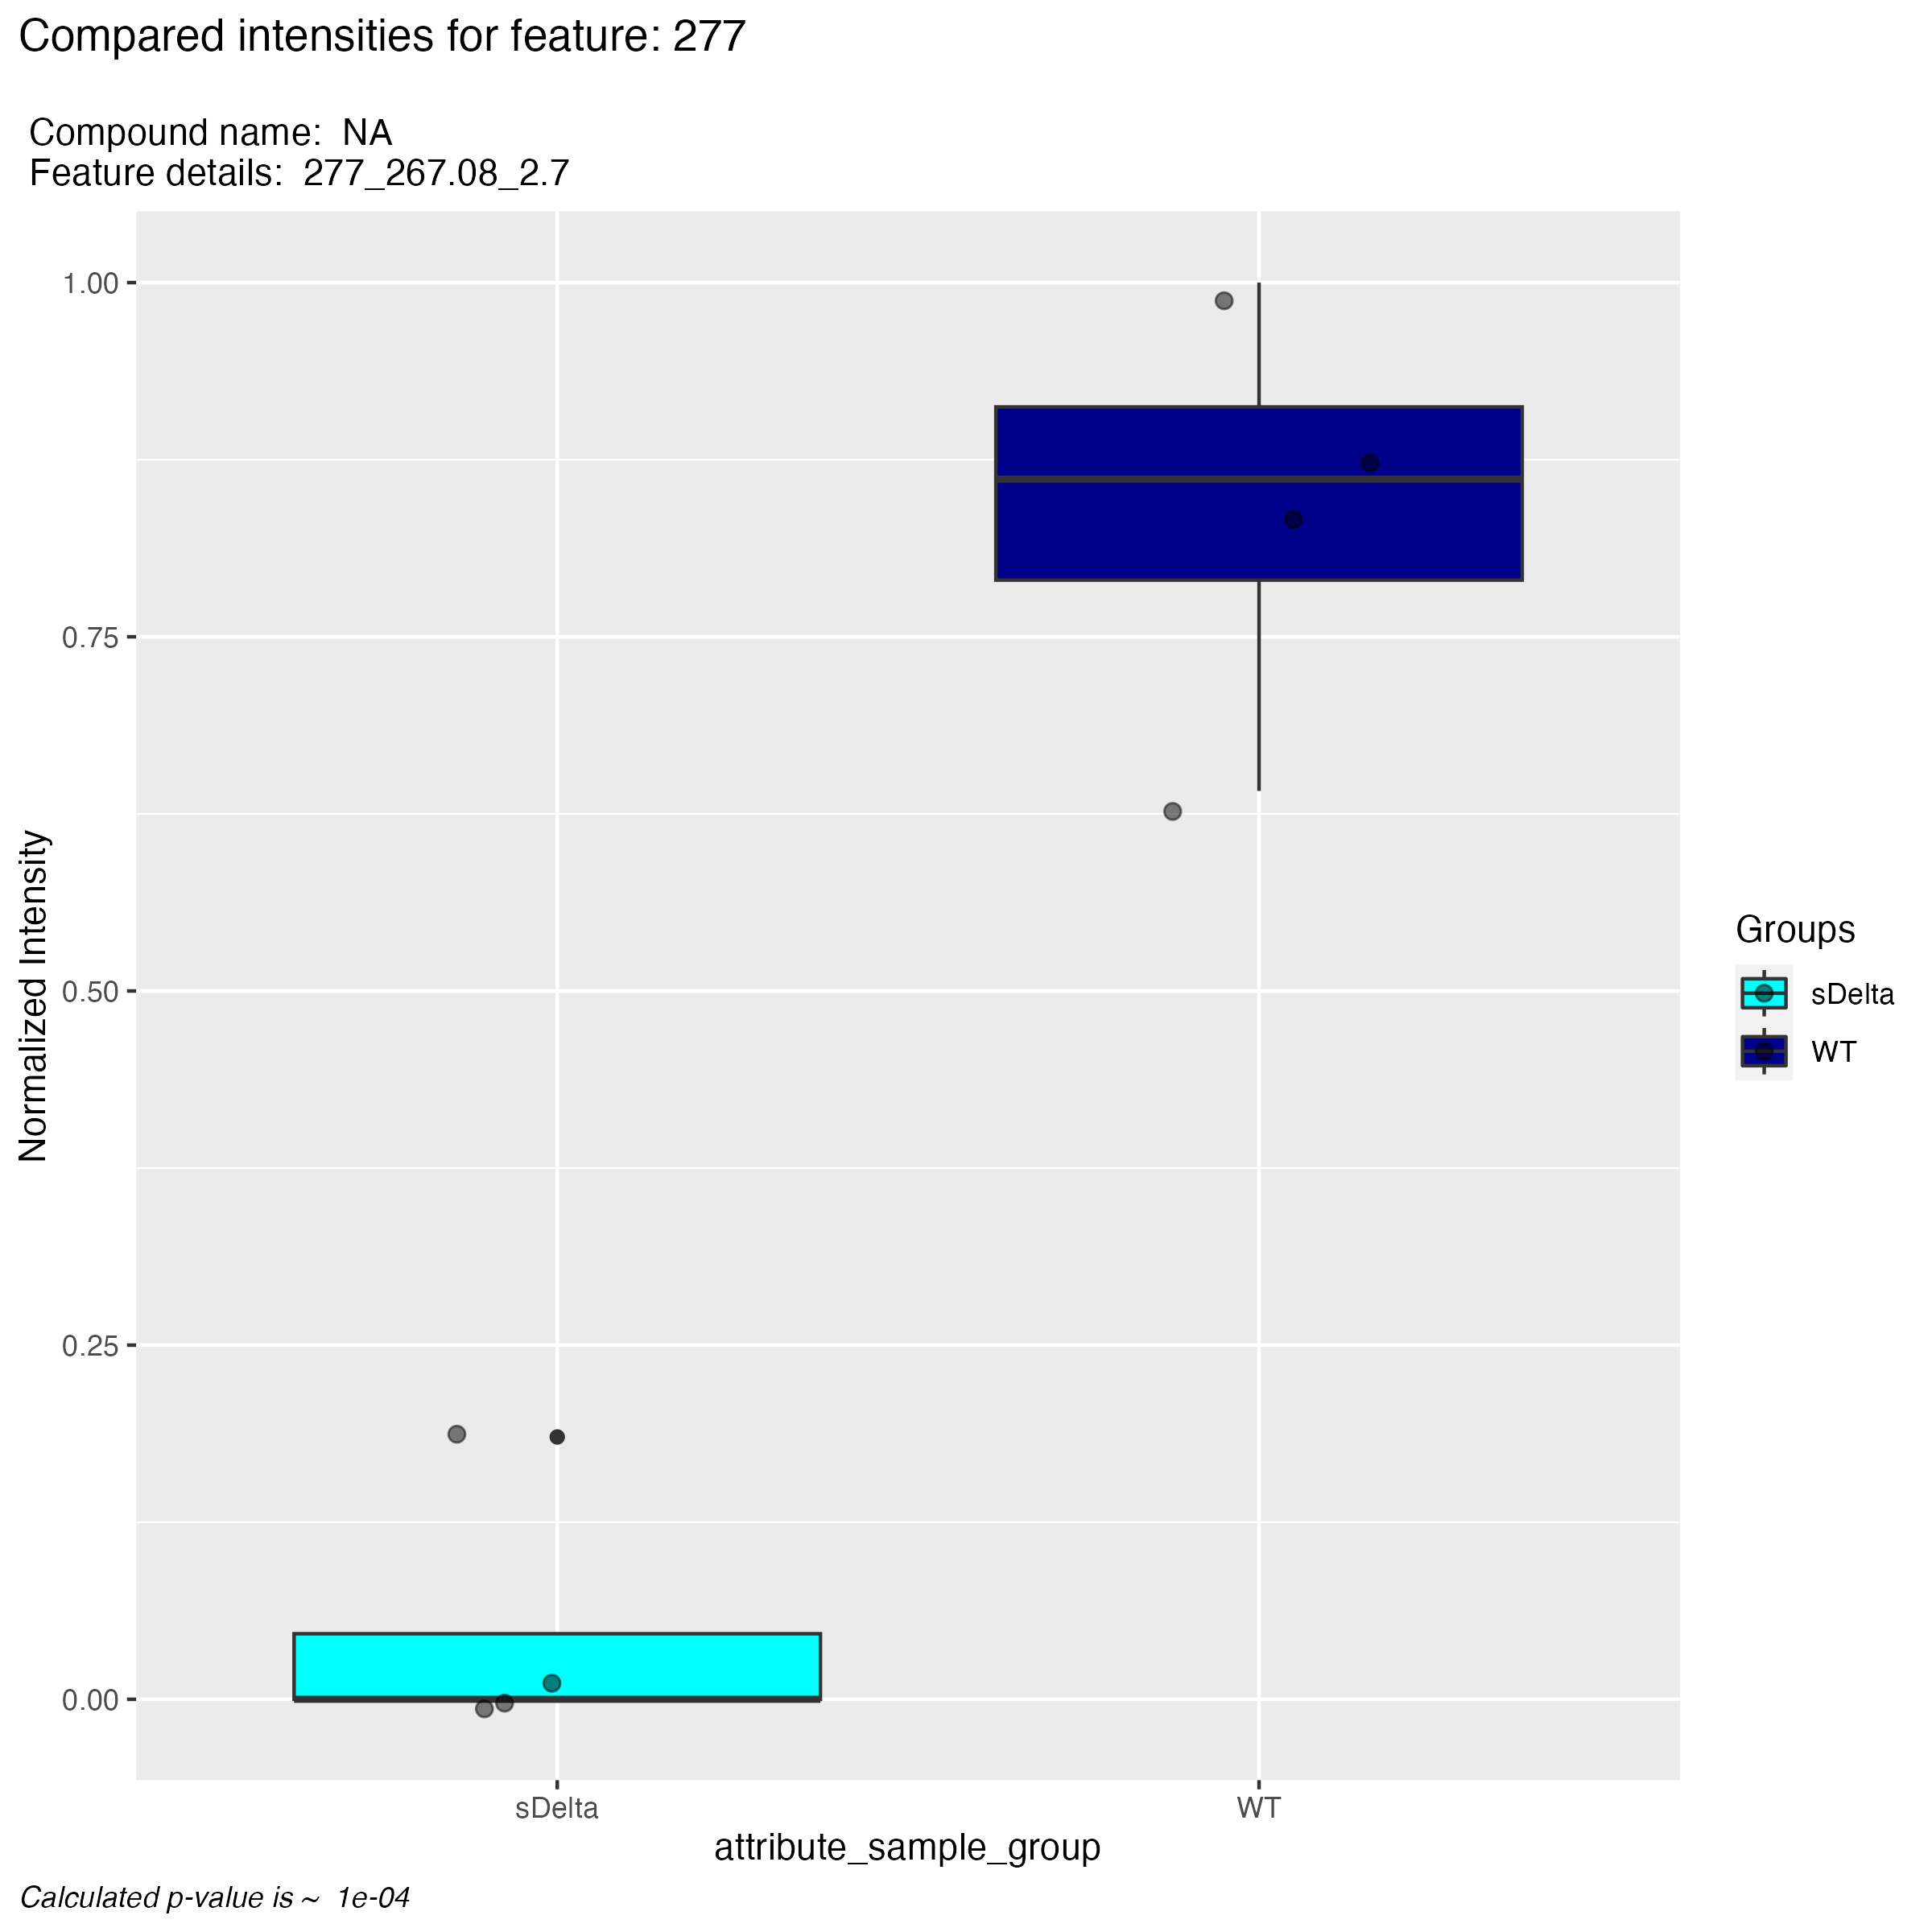 Compared intensities for feature: 277
Compound name:  NA
Feature details:  277_267.08_2.7
1.00
0.75
0.50
0.25
0.00
Normalized Intensity
sDelta
WT
attribute_sample_group
Groups
sDelta
WT
Calculated p-value is ~  1e-04